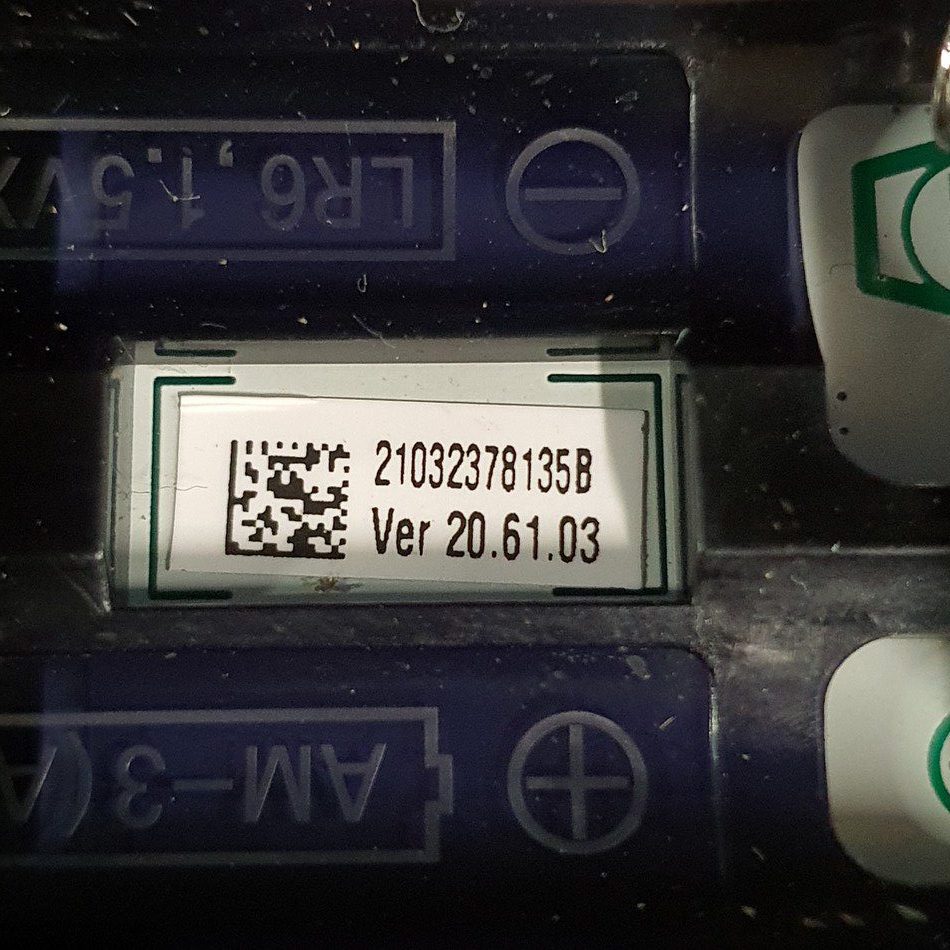 LR6,1.5V
21032378135B
Ver 20.61.03
AM-3(A